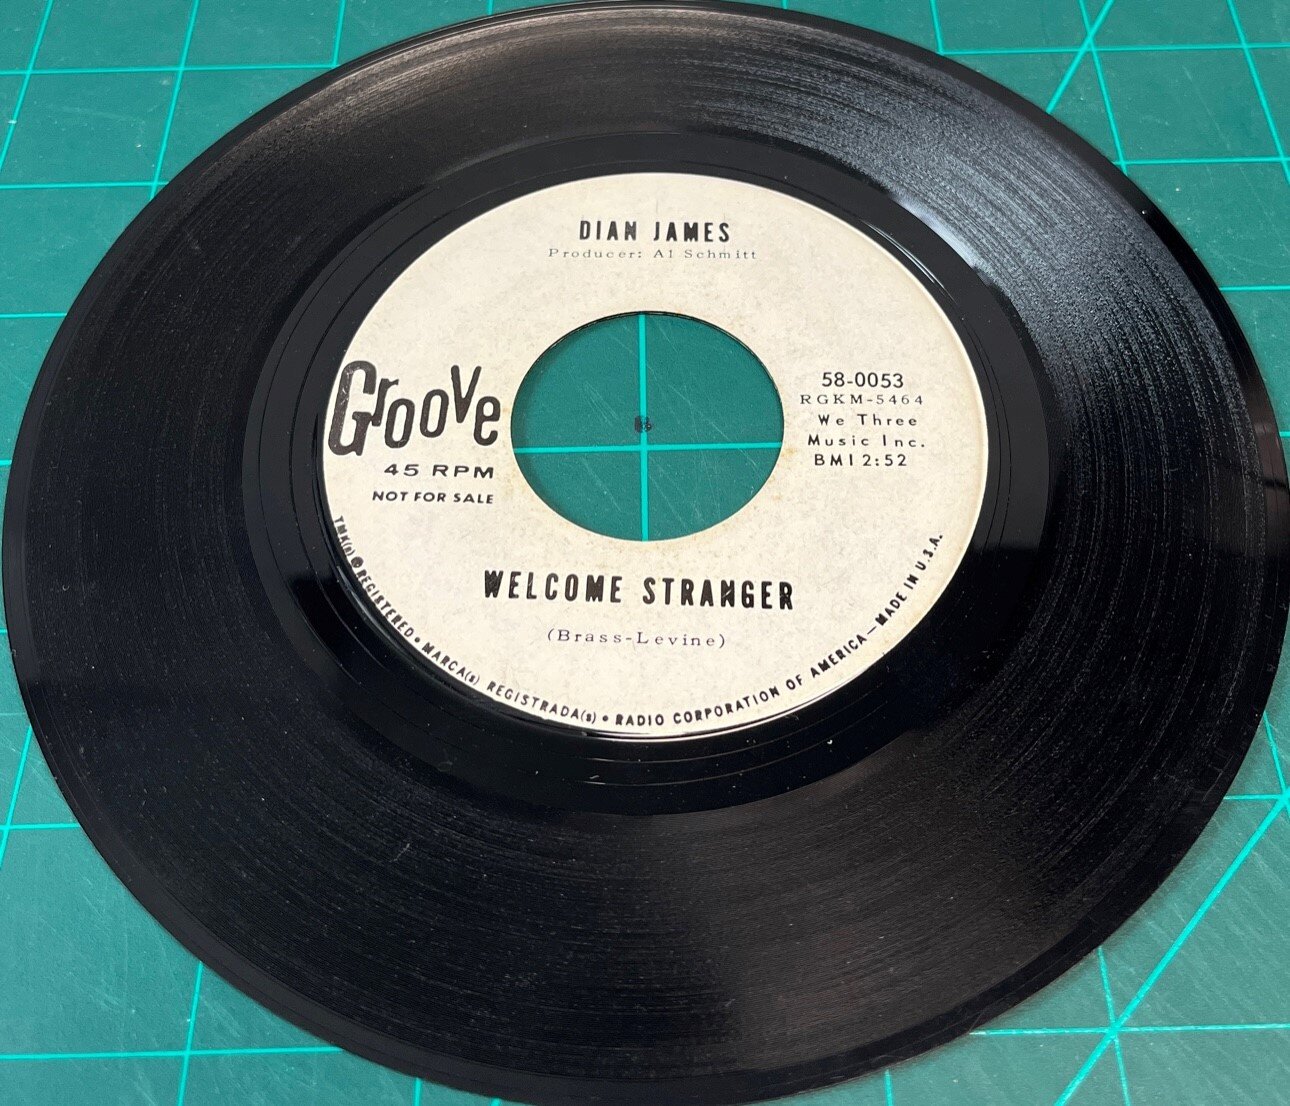 DIAN JAMES
Producer: Al Schmitt
Groove
45 RPM
NOT FOR SALE
58-0053
RGKM-5464
We Three
Music Inc.
BMI 2:52
WELCOME STRANGER
(Brass-Levine)
TMK(s) ® REGISTERED • MARCA(s) REGISTRADA(s) • RADIO CORPORATION OF AMERICA—MADE IN U.S.A.